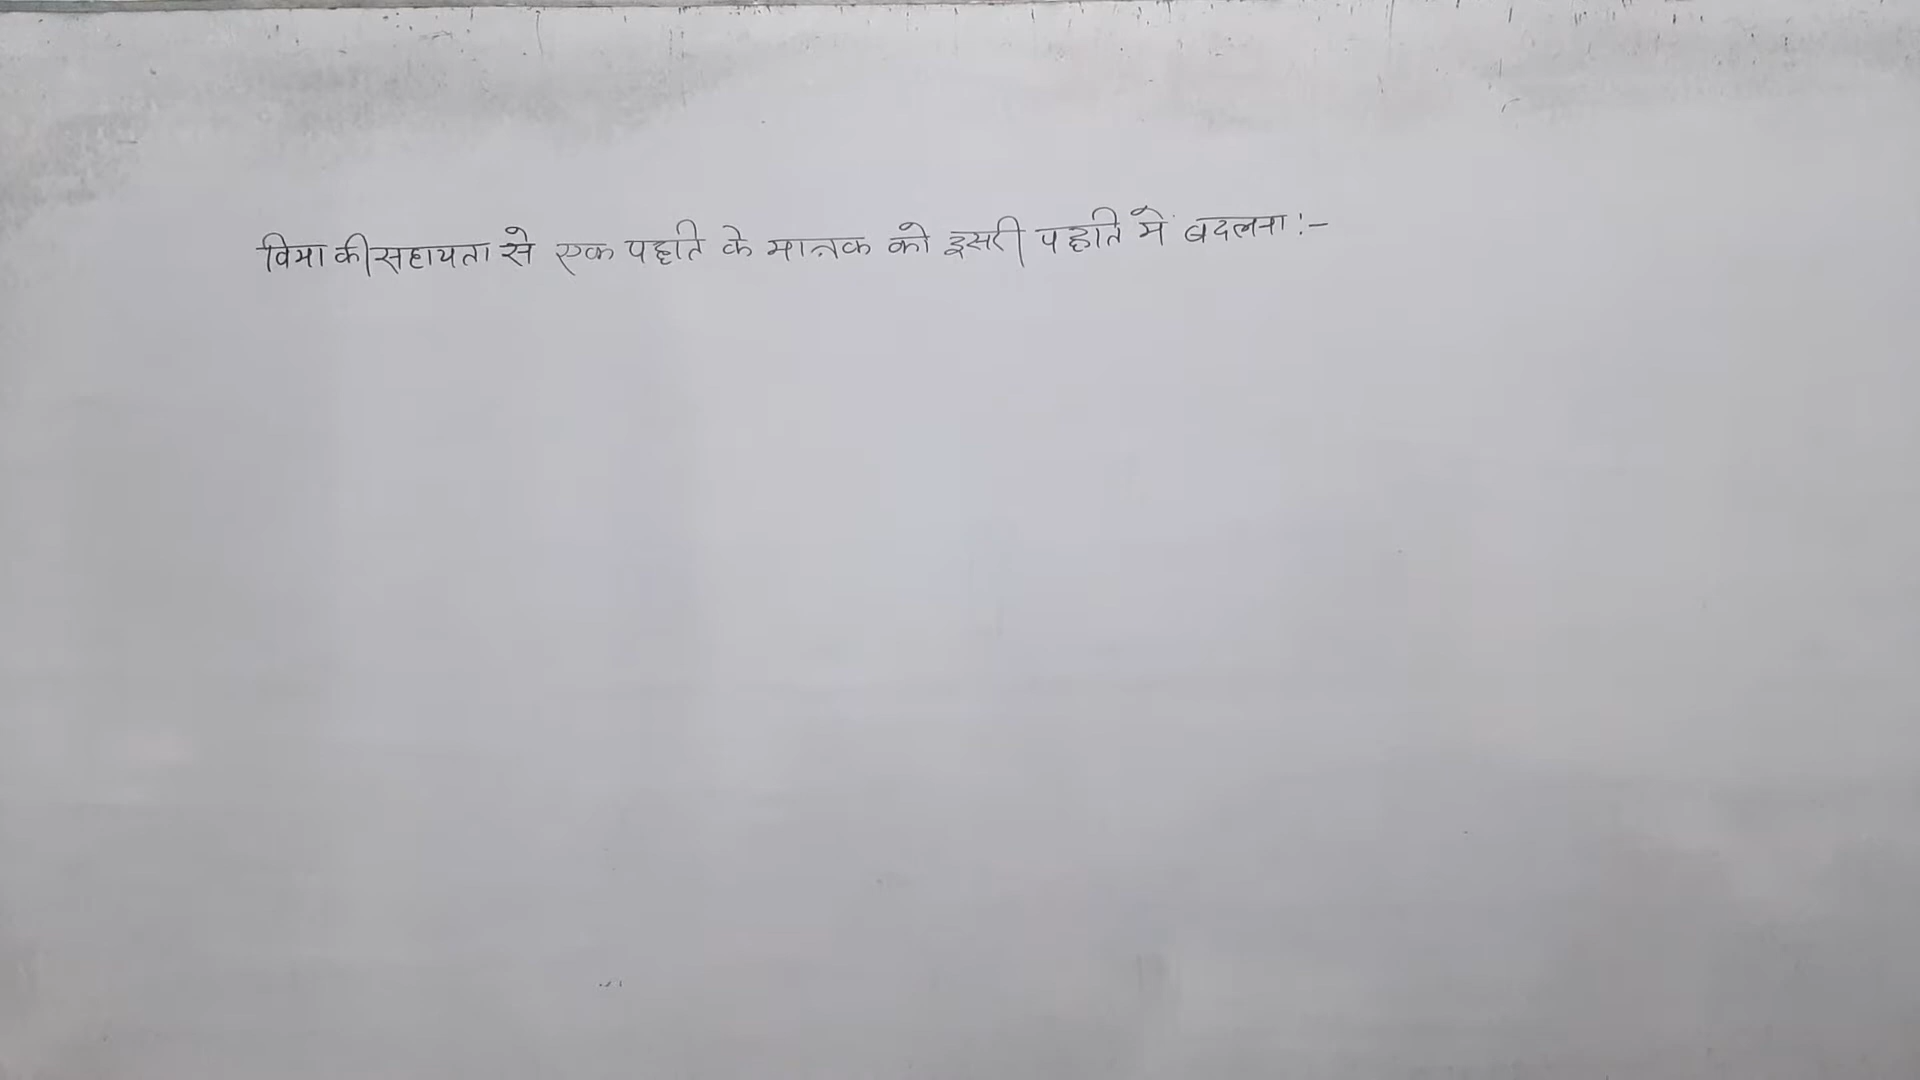 विमा की सहायता से एक पद्धति के मात्रक को दूसरी पद्धति में बदलना :-